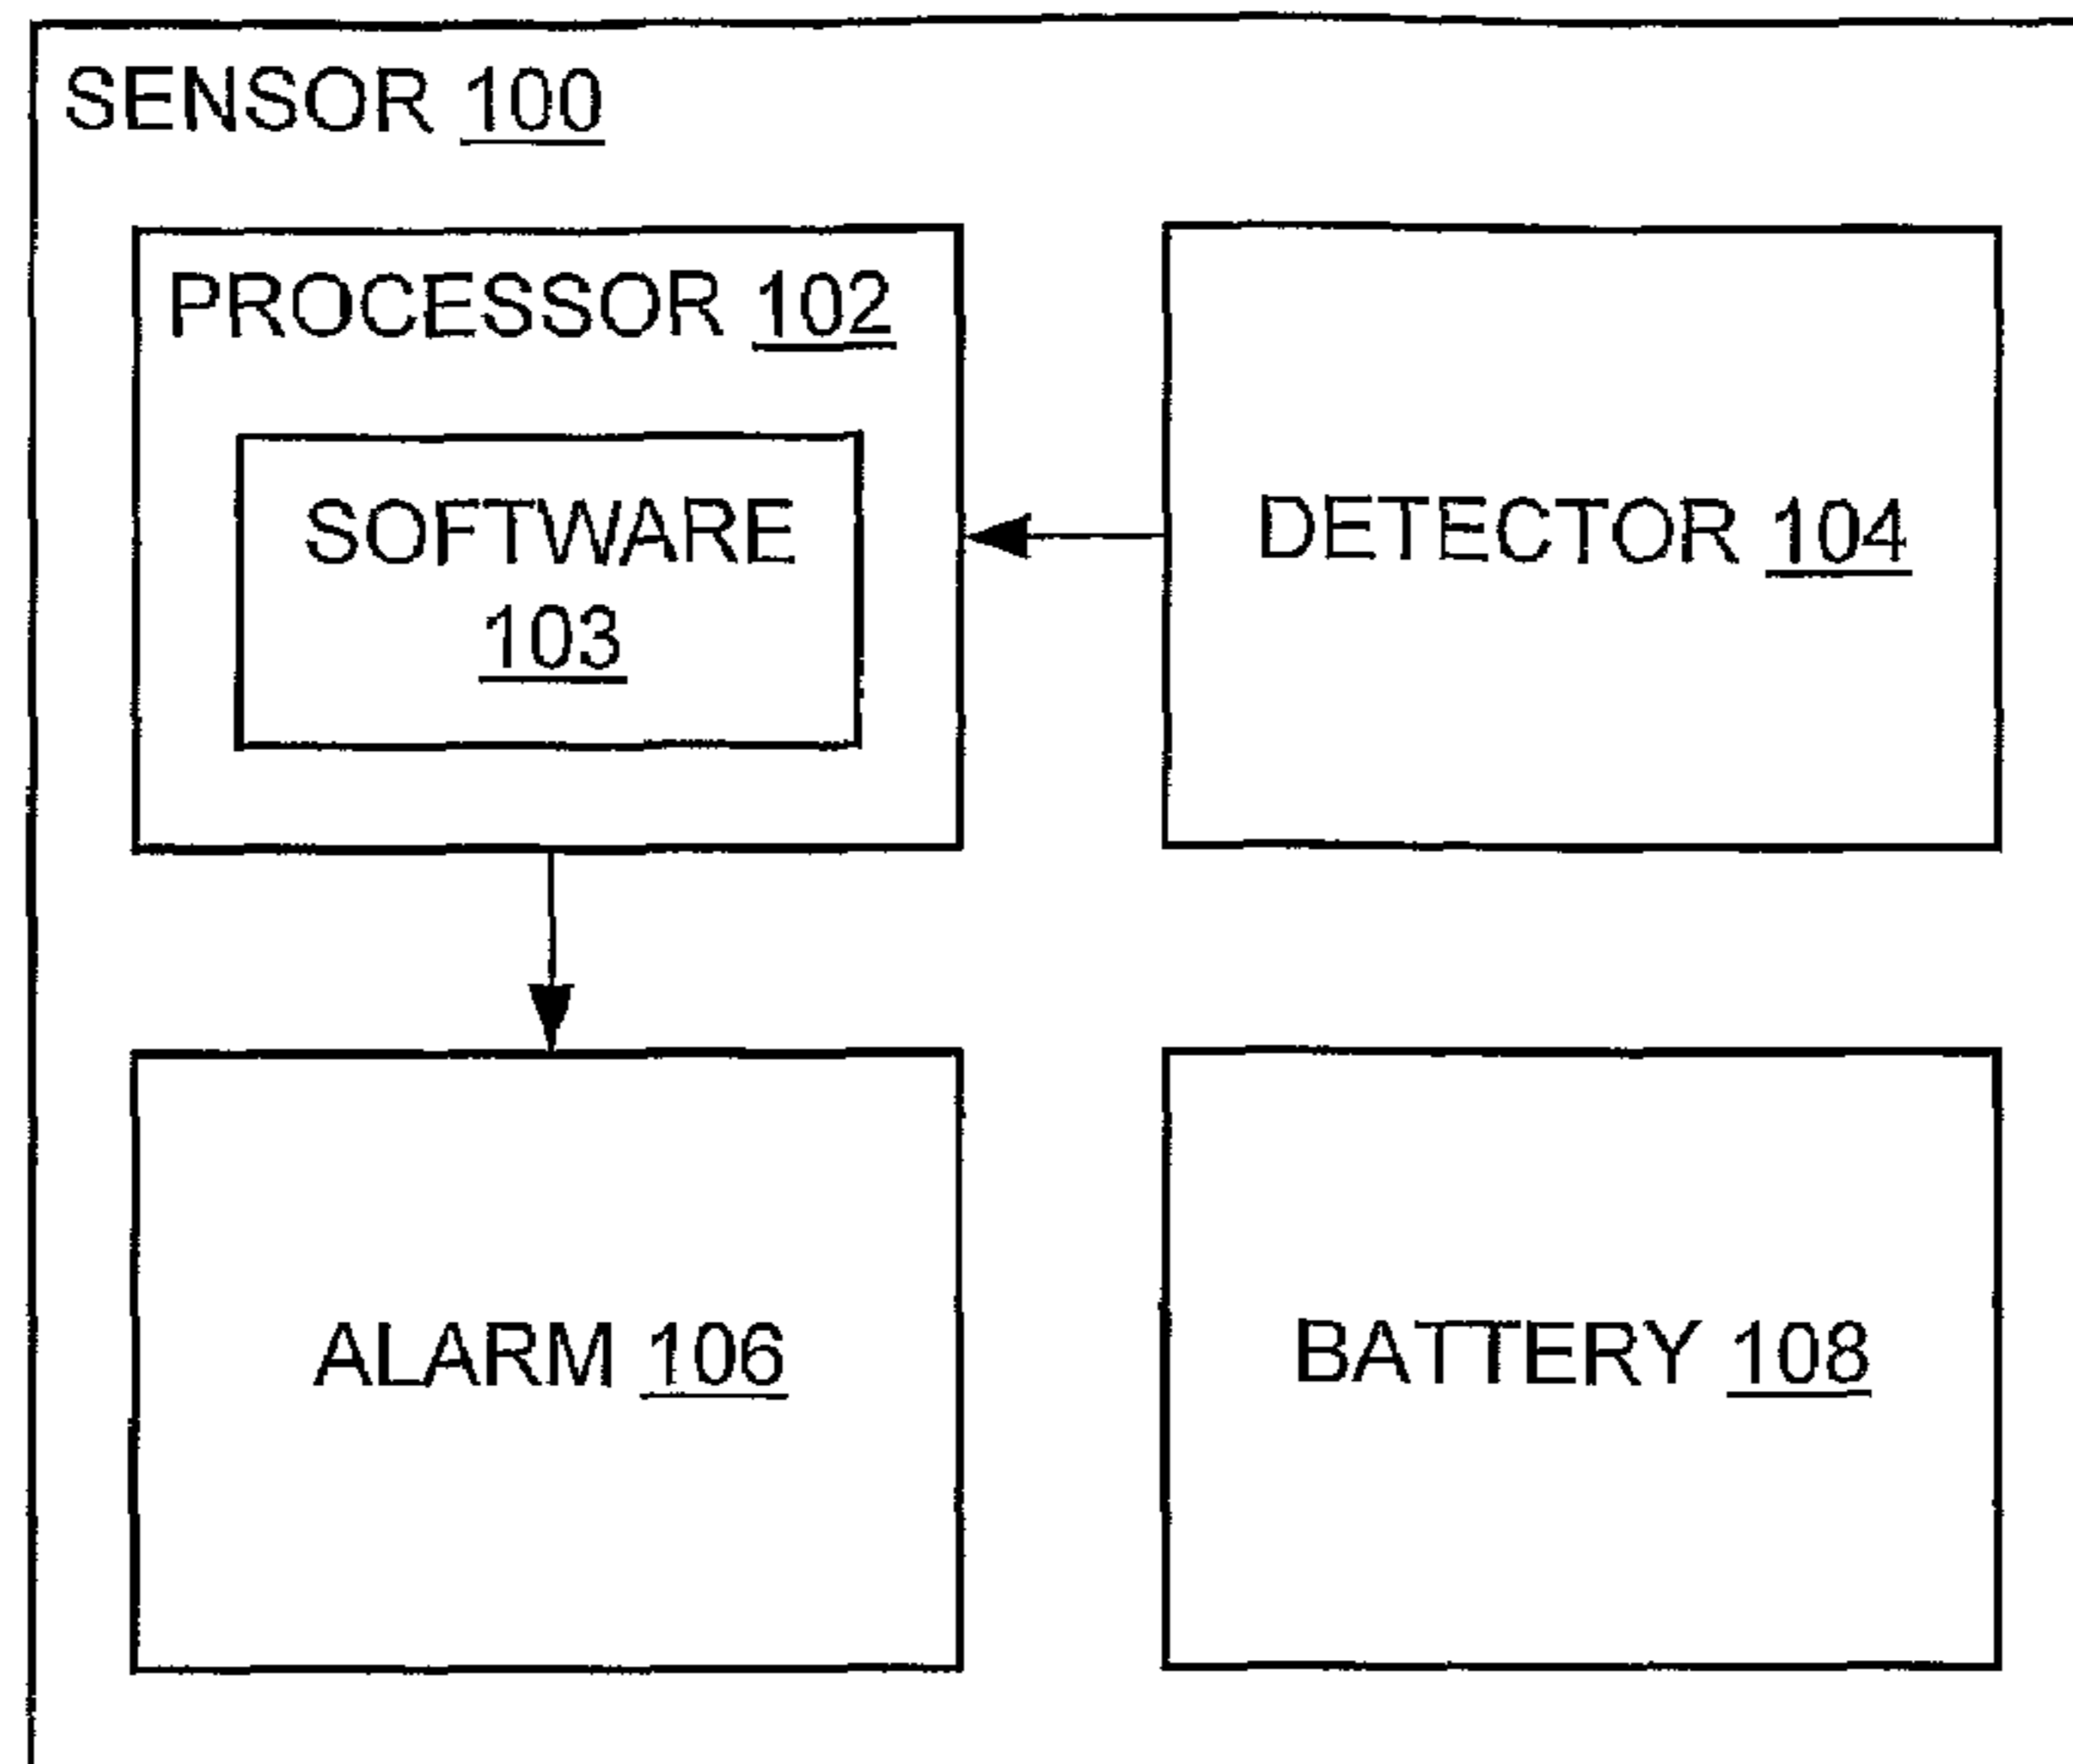 SENSOR 100
PROCESSOR 102
SOFTWARE
103
DETECTOR 104
ALARM 106
BATTERY 108